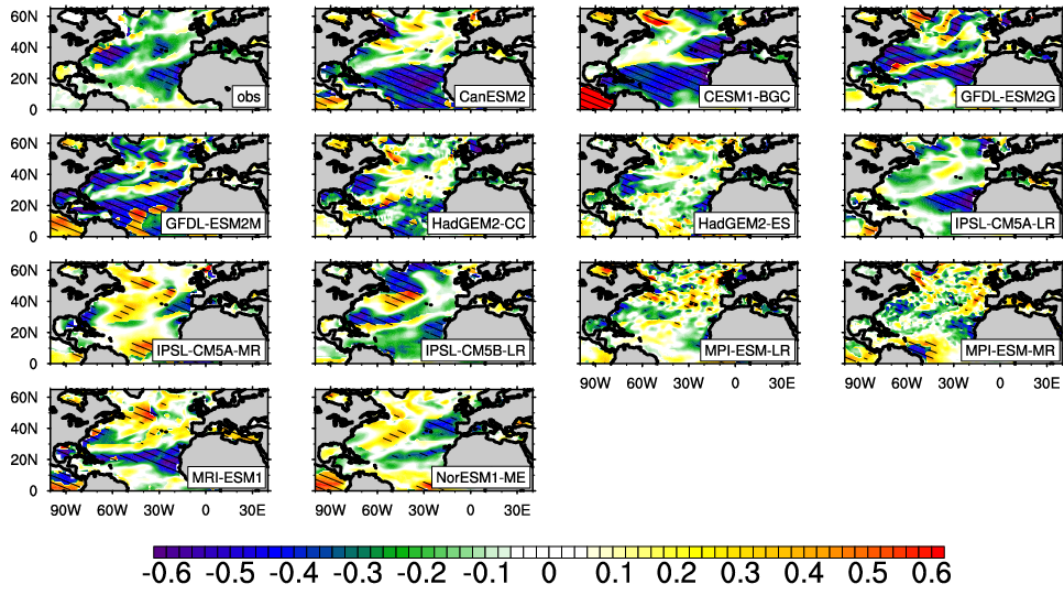 60N
40N
20N
0
obs
CanESM2
CESM1-BGC
GFDL-ESM2G
60N
40N
20N
0
GFDL-ESM2M
HadGEM2-CC
HadGEM2-ES
IPSL-CM5A-LR
60N
40N
20N
0
IPSL-CM5A-MR
IPSL-CM5B-LR
MPI-ESM-LR
MPI-ESM-MR
90W 60W 30W 0 30E
90W 60W 30W 0 30E
60N
40N
20N
0
MRI-ESM1
NorESM1-ME
90W 60W 30W 0 30E
90W 60W 30W 0 30E
-0.6 -0.5 -0.4 -0.3 -0.2 -0.1 0 0.1 0.2 0.3 0.4 0.5 0.6